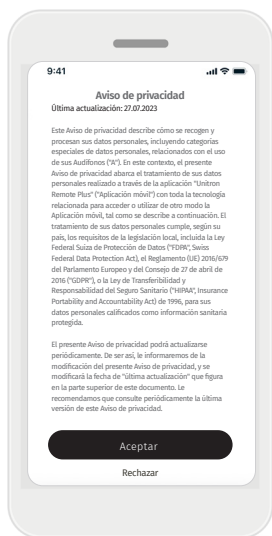 9:41
Aviso de privacidad
Última actualización: 27.07.2023
Este Aviso de privacidad describe cómo se recogen y
procesan sus datos personales, incluyendo categorías
especiales de datos personales, relacionados con el uso
de sus Audífonos ("A"). En este contexto, el presente
Aviso de privacidad abarca el tratamiento de sus datos
personales realizado a través de la aplicación "Unitron
Remote Plus" ("Aplicación móvil") con toda la tecnología
relacionada para acceder o utilizar de otro modo la
Aplicación móvil, tal como se describe a continuación. El
tratamiento de sus datos personales cumple, según su
país, los requisitos de la legislación local, incluida la Ley
Federal Suiza de Protección de Datos ("FDPA", Swiss
Federal Data Protection Act), el Reglamento (UE) 2016/679
del Parlamento Europeo y del Consejo de 27 de abril de
2016 ("GDPR"), o la Ley de Transferibilidad y
Responsabilidad del Seguro Sanitario ("HIPAA", Insurance
Portability and Accountability Act) de 1996, para sus
datos personales calificados como información sanitaria
protegida.
El presente Aviso de privacidad podrá actualizarse
periódicamente. De ser así, le informaremos de la
modificación del presente Aviso de privacidad, y se
modificará la fecha de "última actualización" que figura
en la parte superior de este documento. Le
recomendamos que consulte periódicamente la última
versión de este Aviso de privacidad.
Aceptar
Rechazar